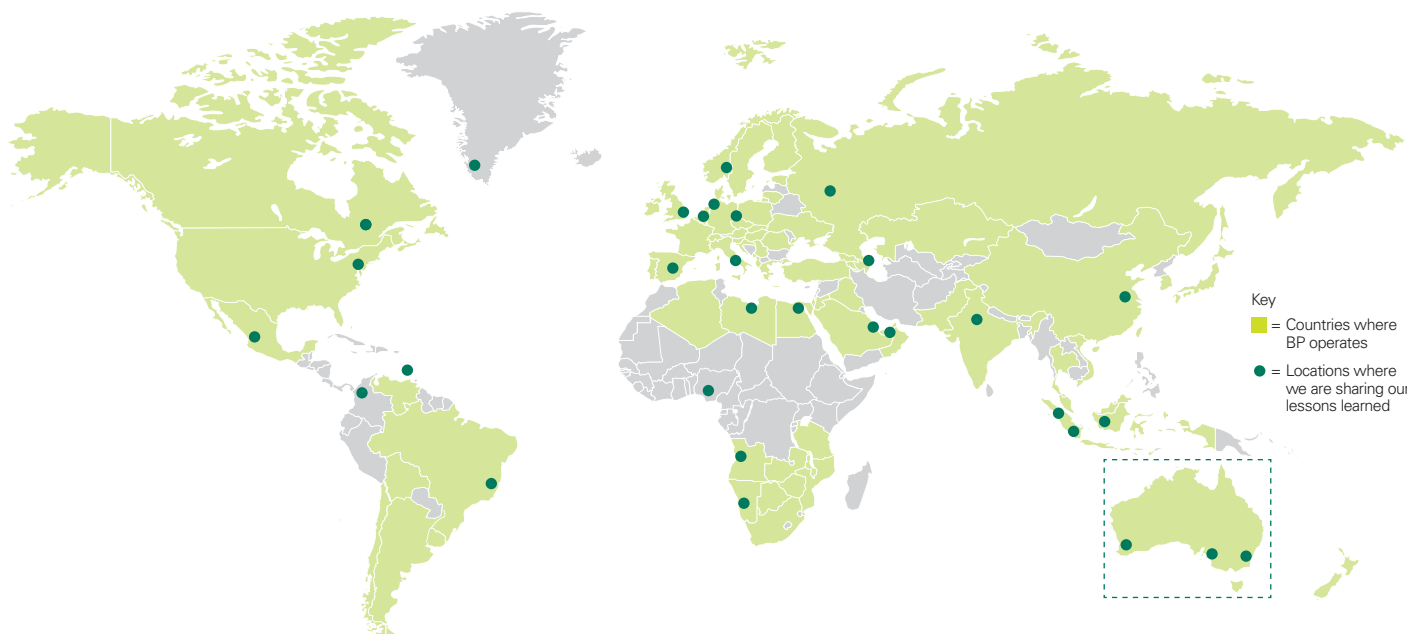 Key
= Countries where
BP operates
= Locations where
we are sharing our
lessons learned